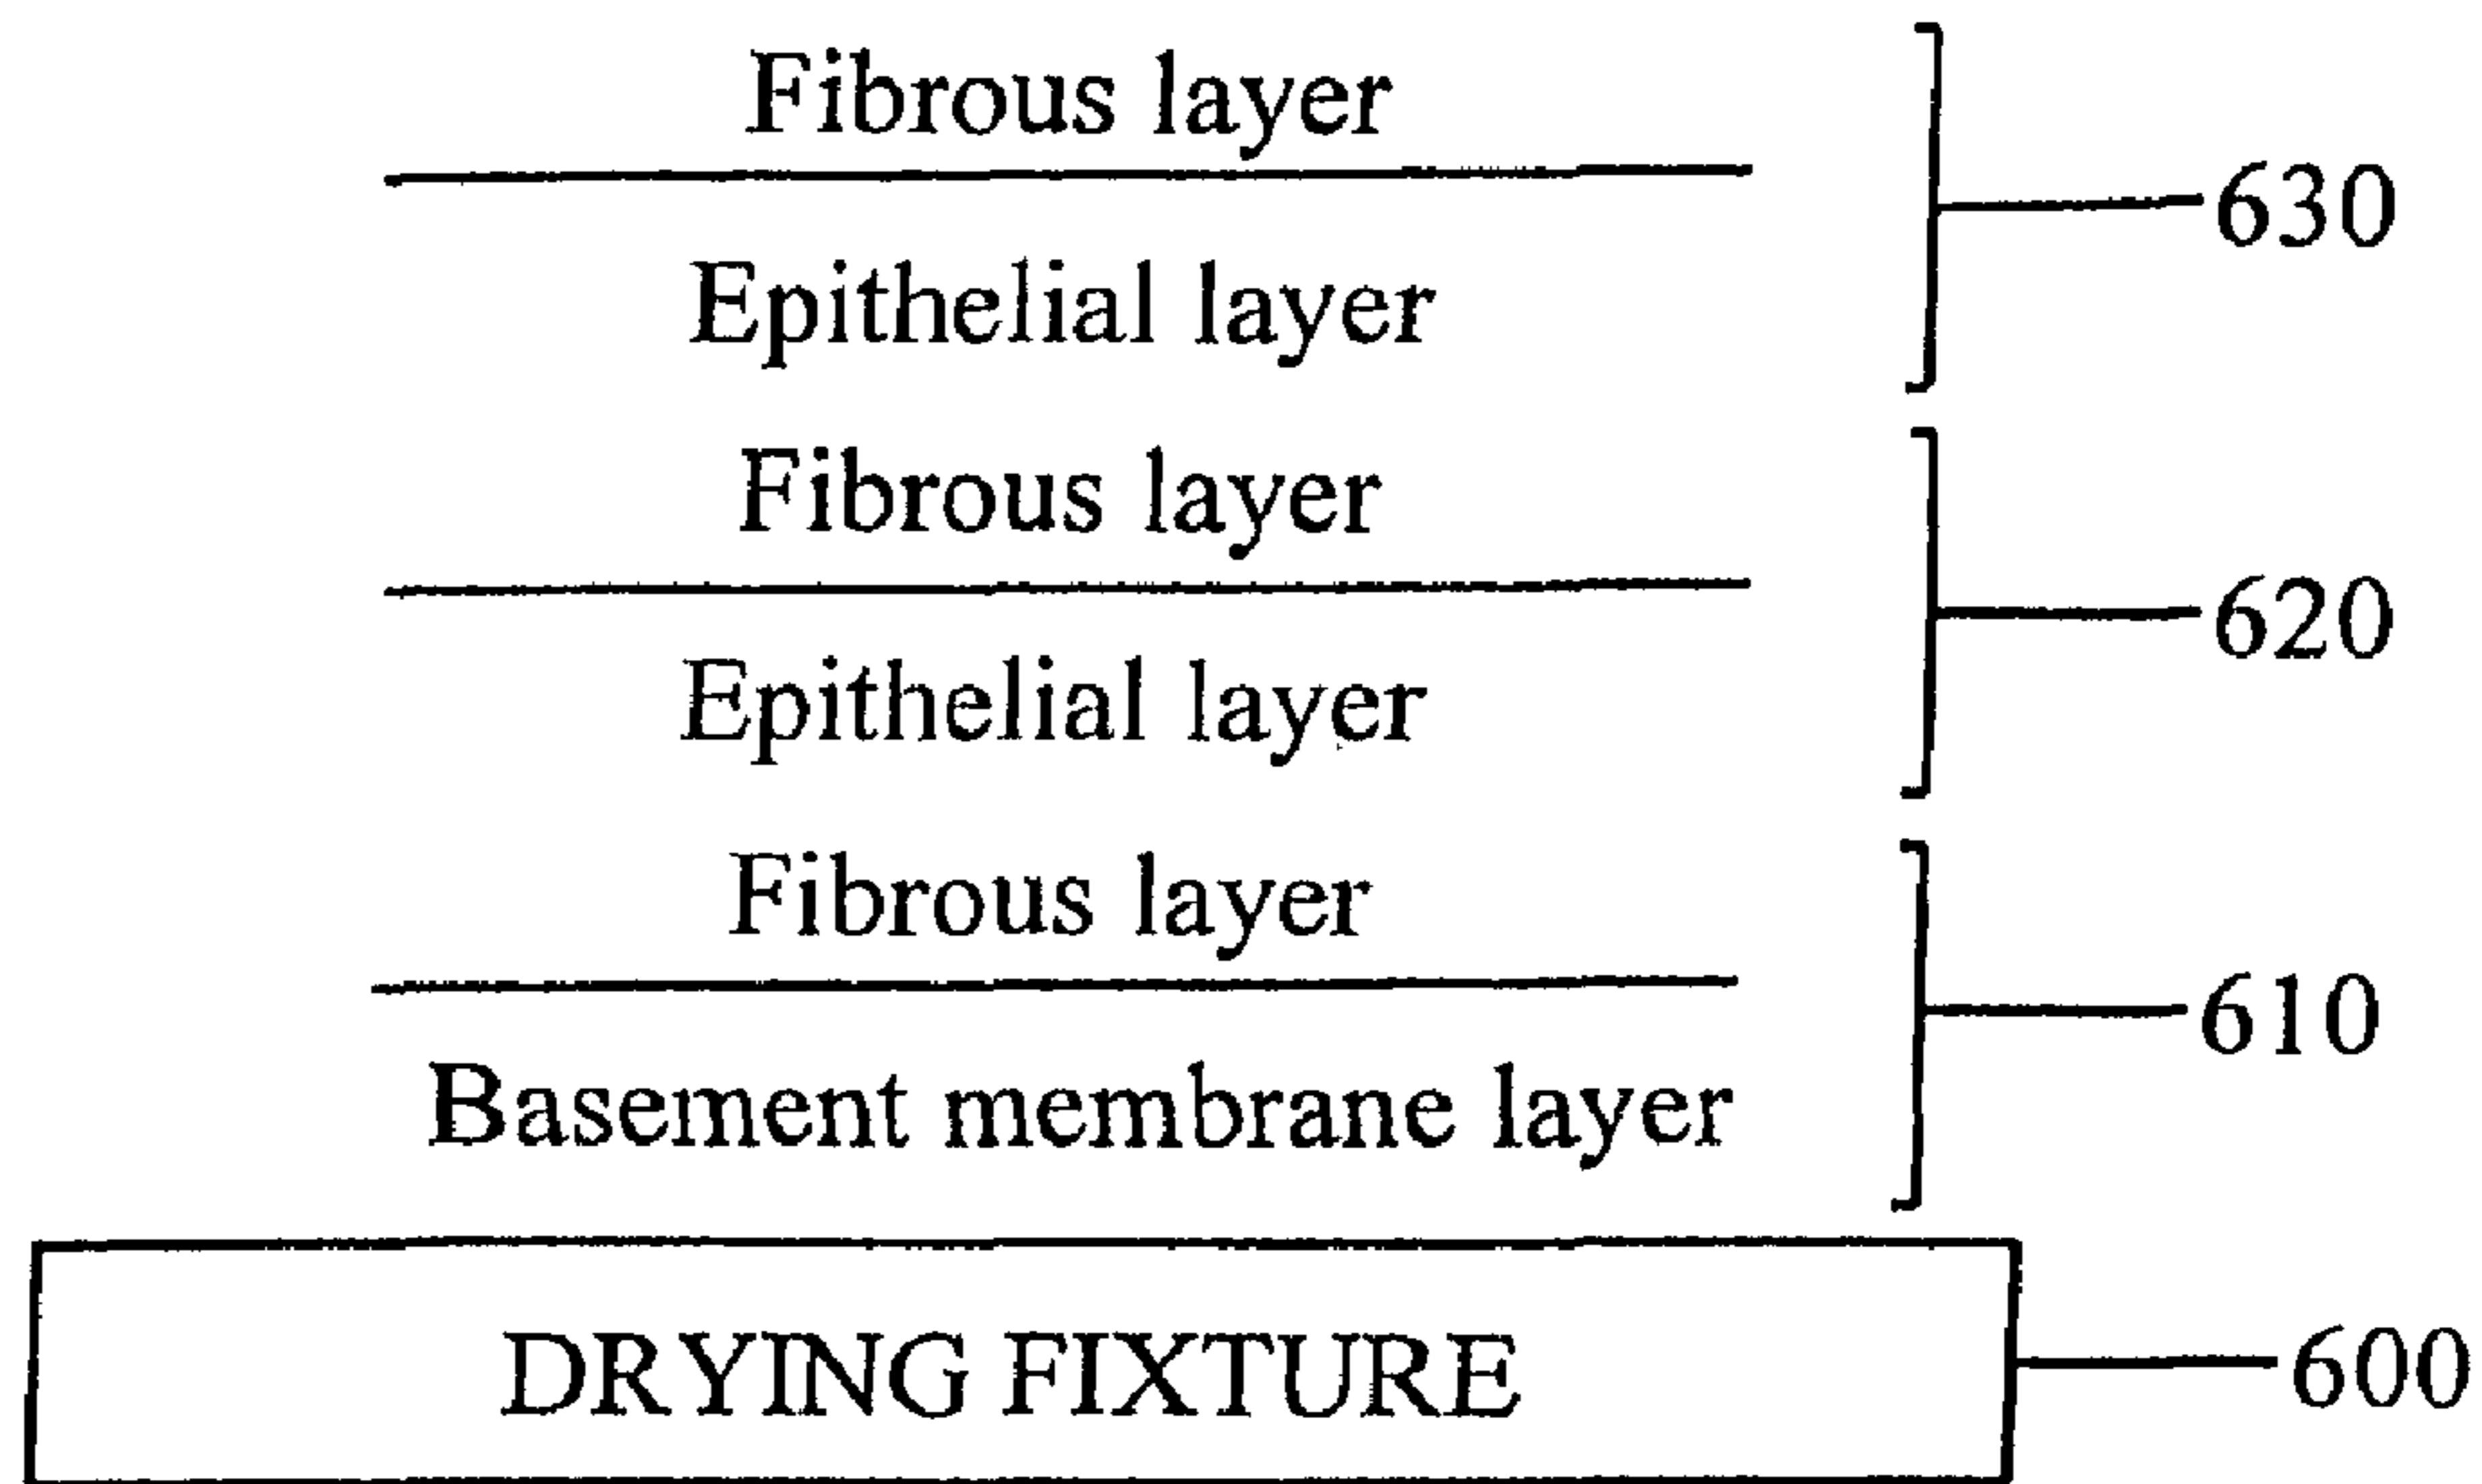 Fibrous layer
630
Epithelial layer
Fibrous layer
620
Epithelial layer
Fibrous layer
610
Basement membrane layer
DRYING FIXTURE 600